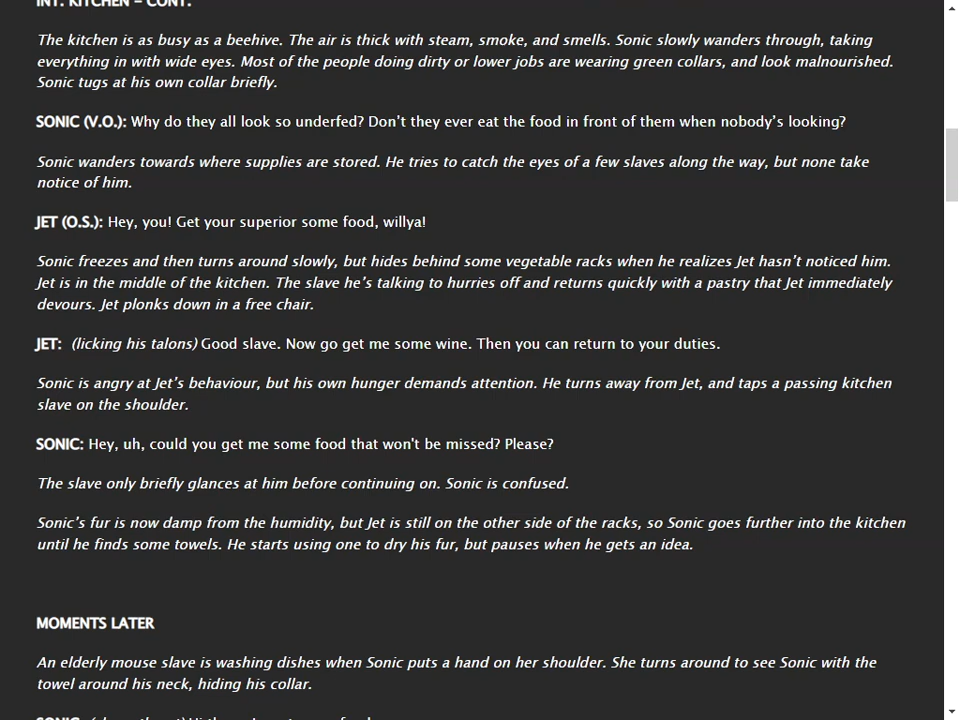 INT. KITCHEN – CONT.
The kitchen is as busy as a beehive. The air is thick with steam, smoke, and smells. Sonic slowly wanders through, taking
everything in with wide eyes. Most of the people doing dirty or lower jobs are wearing green collars, and look malnourished.
Sonic tugs at his own collar briefly.
SONIC (V.O.): Why do they all look so underfed? Don’t they ever eat the food in front of them when nobody’s looking?
Sonic wanders towards where supplies are stored. He tries to catch the eyes of a few slaves along the way, but none take
notice of him.
JET (O.S.): Hey, you! Get your superior some food, willya!
Sonic freezes and then turns around slowly, but hides behind some vegetable racks when he realizes Jet hasn’t noticed him.
Jet is in the middle of the kitchen. The slave he’s talking to hurries off and returns quickly with a pastry that Jet immediately
devours. Jet plonks down in a free chair.
JET: (licking his talons) Good slave. Now go get me some wine. Then you can return to your duties.
Sonic is angry at Jet’s behaviour, but his own hunger demands attention. He turns away from Jet, and taps a passing kitchen
slave on the shoulder.
SONIC: Hey, uh, could you get me some food that won't be missed? Please?
The slave only briefly glances at him before continuing on. Sonic is confused.
Sonic’s fur is now damp from the humidity, but Jet is still on the other side of the racks, so Sonic goes further into the kitchen
until he finds some towels. He starts using one to dry his fur, but pauses when he gets an idea.
MOMENTS LATER
An elderly mouse slave is washing dishes when Sonic puts a hand on her shoulder. She turns around to see Sonic with the
towel around his neck, hiding his collar.